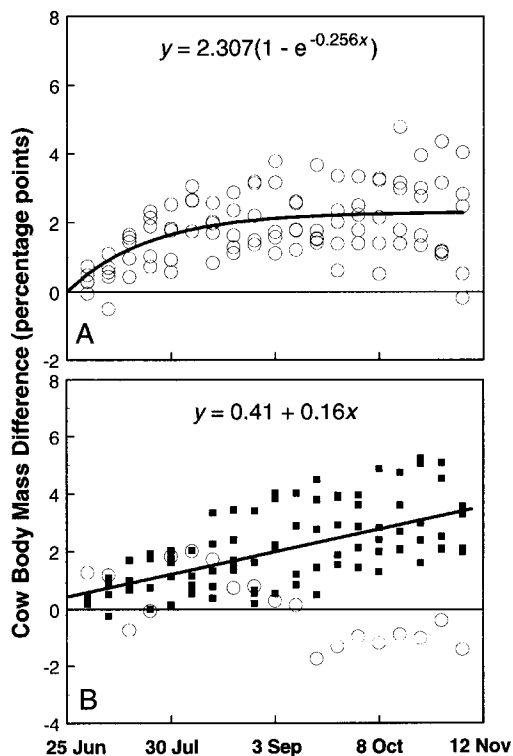 Cow Body Mass Difference (percentage points)
8
y = 2.307(1 - e^-0.256x)
6
4
2
0
A
-2
8
y = 0.41 + 0.16x
6
4
2
0
-2
B
-4
25 Jun 30 Jul 3 Sep 8 Oct 12 Nov